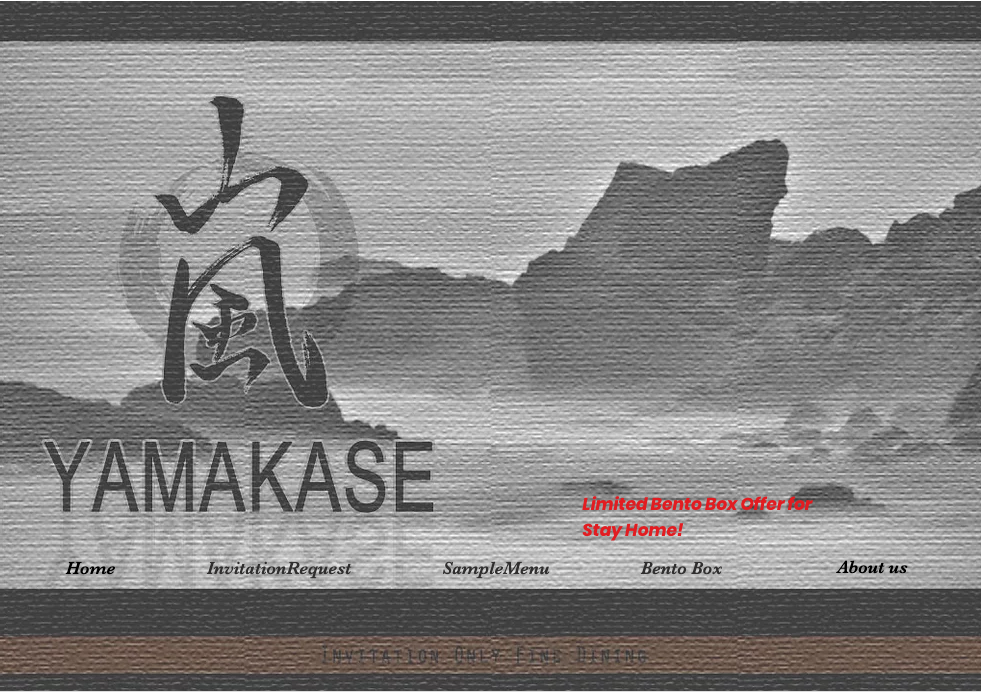 嵐
YAMAKASE
Limited Bento Box Offer for
Stay Home!
Home InvitationRequest SampleMenu Bento Box About us
Invitation Only Fine Dining